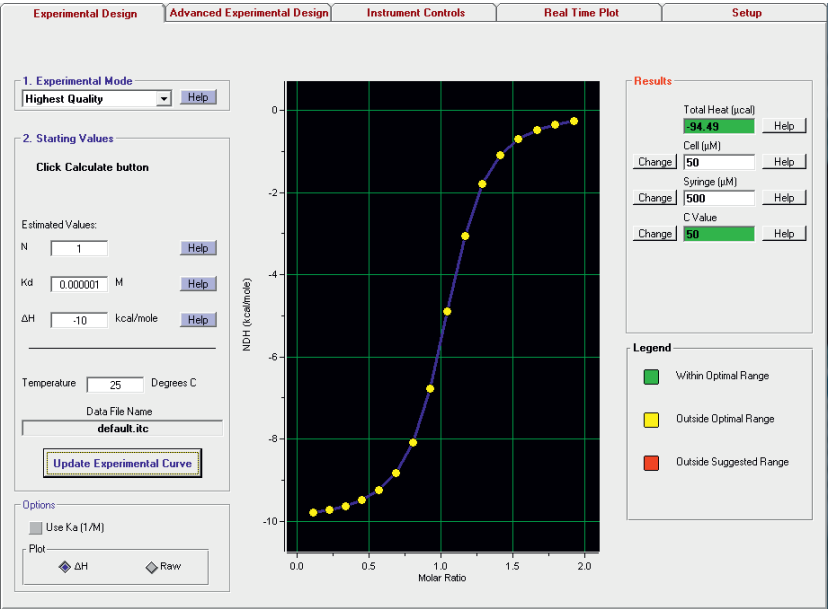 Experimental Design
Advanced Experimental Design
Instrument Controls
Real Time Plot
Setup
1. Experimental Mode
Highest Quality
Help
2. Starting Values
Click Calculate button
Estimated Values:
N 1 Help
Kd 0.000001 M Help
ΔH -10 kcal/mole Help
Temperature 25 Degrees C
Data File Name
default.itc
Update Experimental Curve
Options
Use Ka (1/M)
Plot
ΔH Raw
NDH (kcal/mole)
0
-2
-4
-6
-8
-10
0.0 0.5 1.0 1.5 2.0
Molar Ratio
Results
Total Heat (µcal)
-94.49 Help
Cell (µM)
Change 50 Help
Syringe (µM)
Change 500 Help
C Value
Change 50 Help
Legend
Within Optimal Range
Outside Optimal Range
Outside Suggested Range